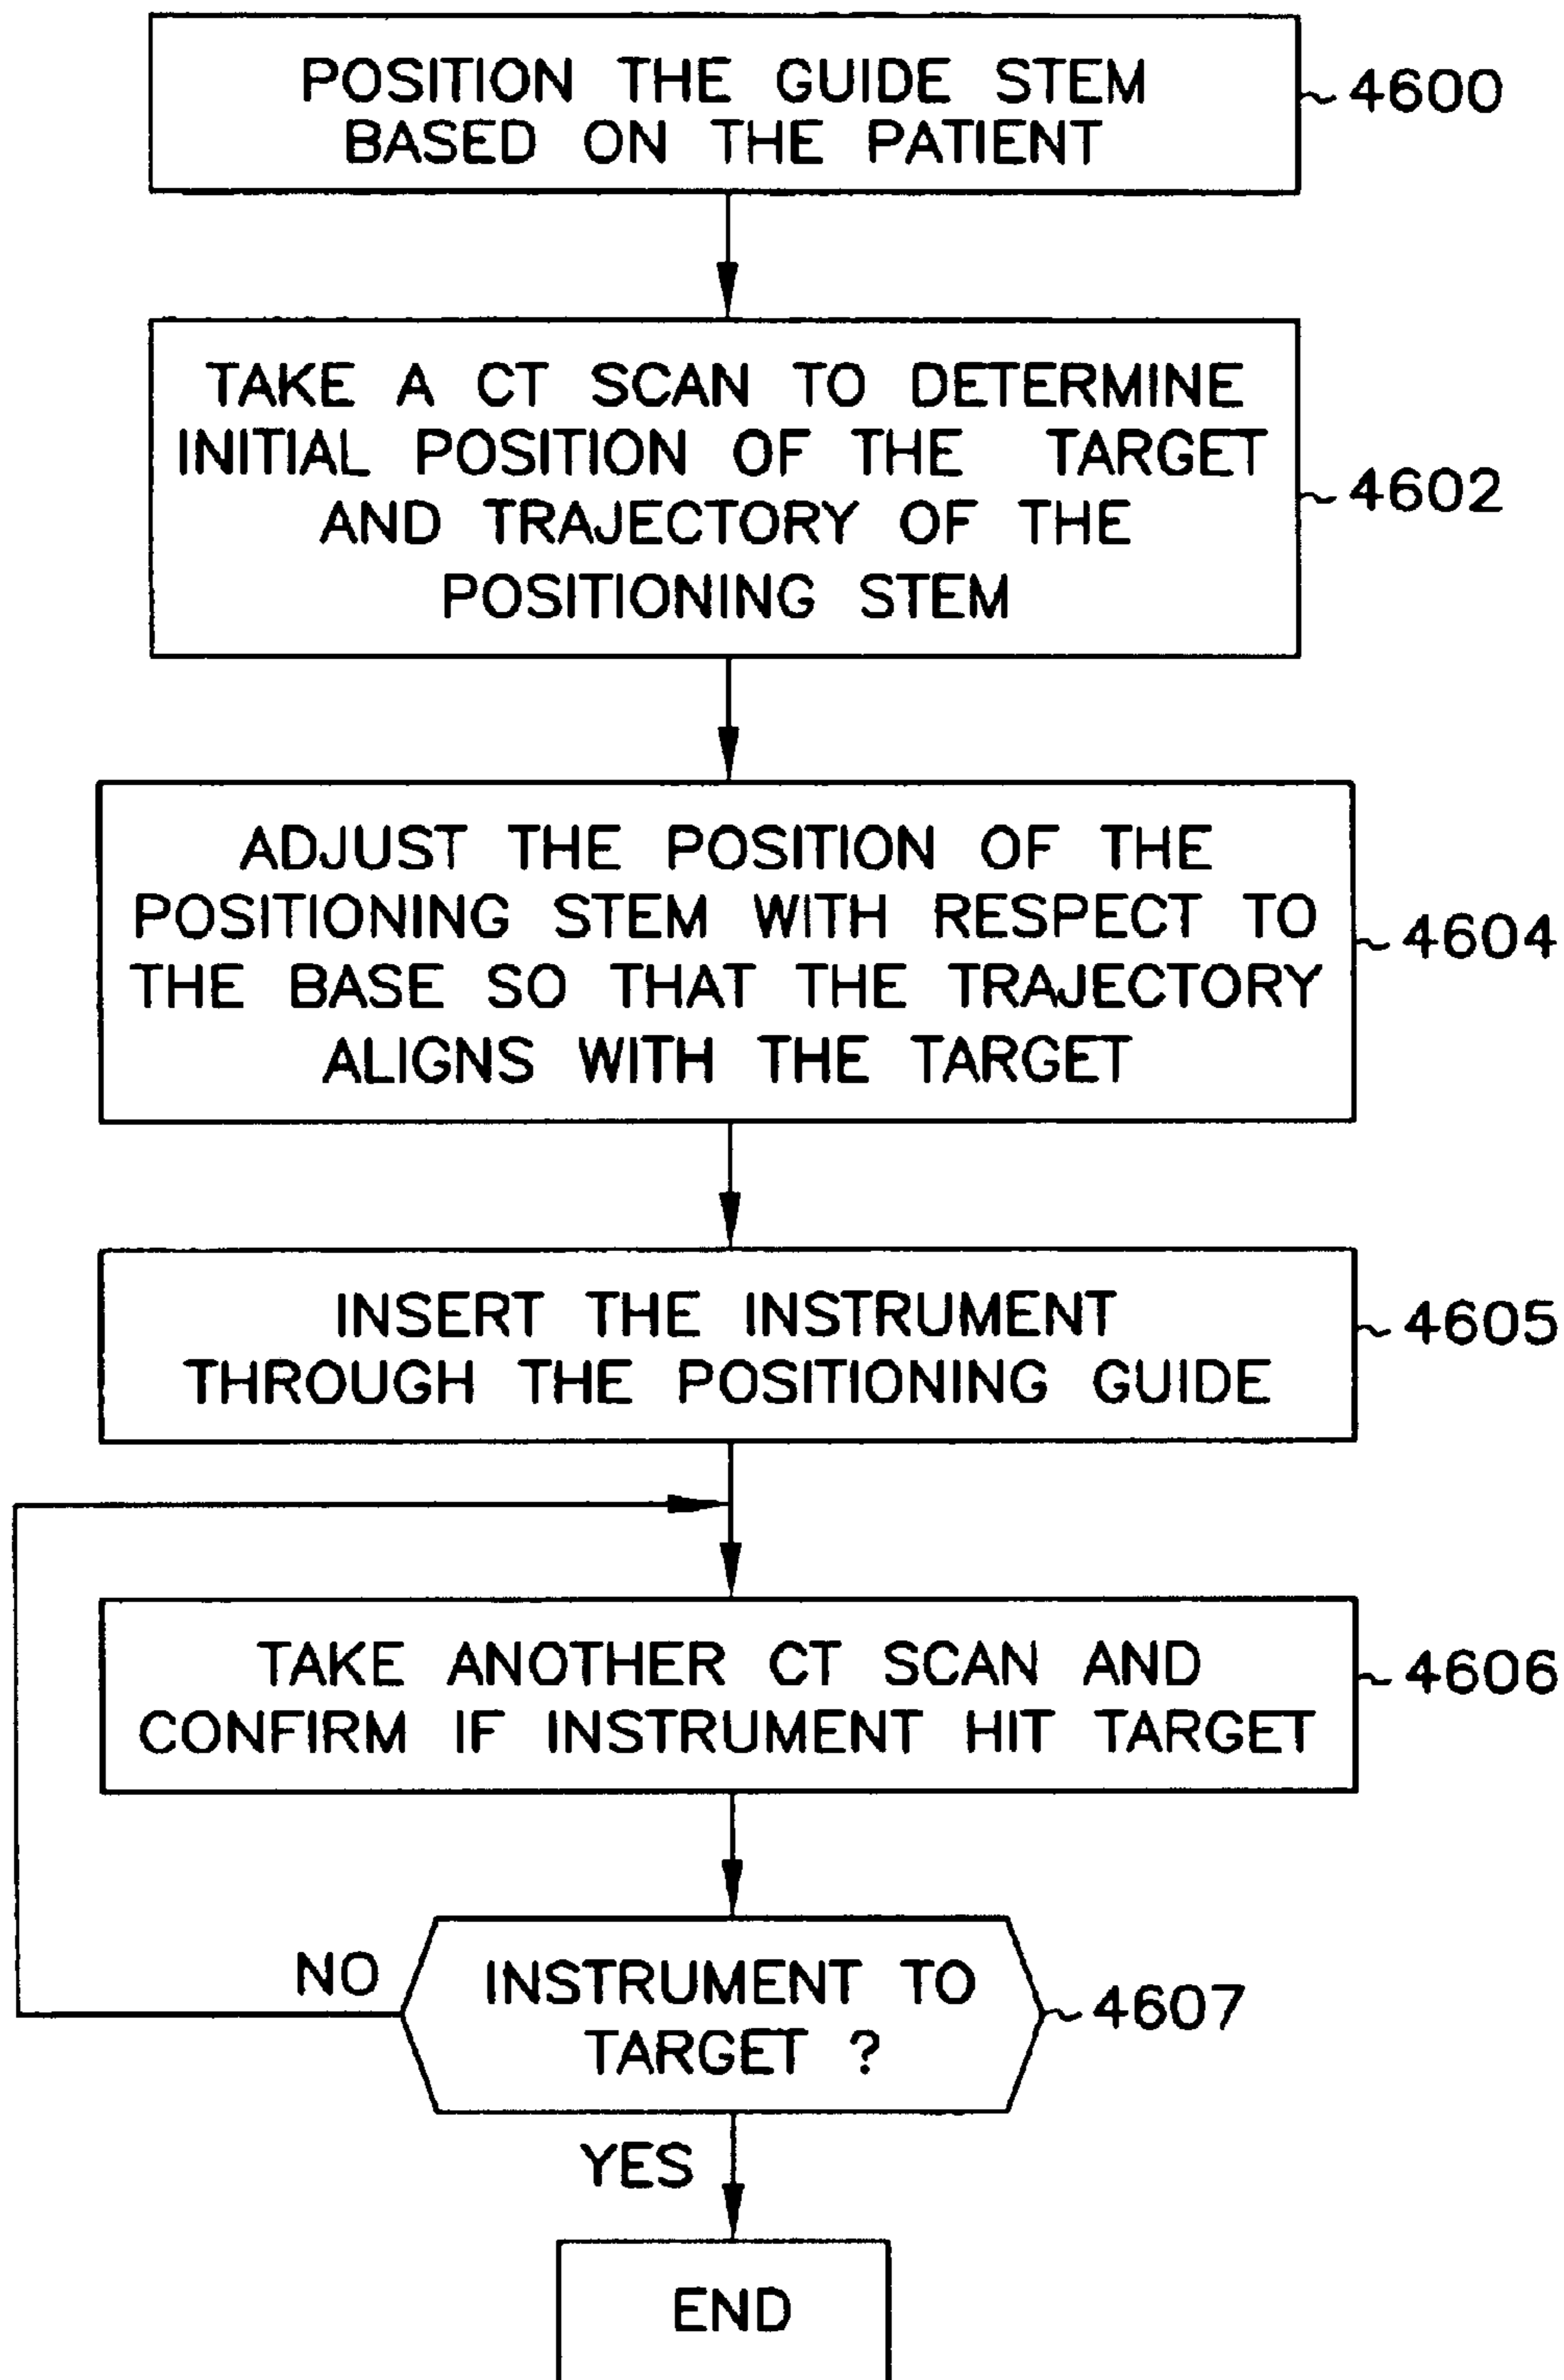 POSITION THE GUIDE STEM
BASED ON THE PATIENT
4600
TAKE A CT SCAN TO DETERMINE
INITIAL POSITION OF THE TARGET
AND TRAJECTORY OF THE
POSITIONING STEM
4602
ADJUST THE POSITION OF THE
POSITIONING STEM WITH RESPECT TO
THE BASE SO THAT THE TRAJECTORY
ALIGNS WITH THE TARGET
4604
INSERT THE INSTRUMENT
THROUGH THE POSITIONING GUIDE
4605
TAKE ANOTHER CT SCAN AND
CONFIRM IF INSTRUMENT HIT TARGET
4606
NO
INSTRUMENT TO
TARGET ?
4607
YES
END